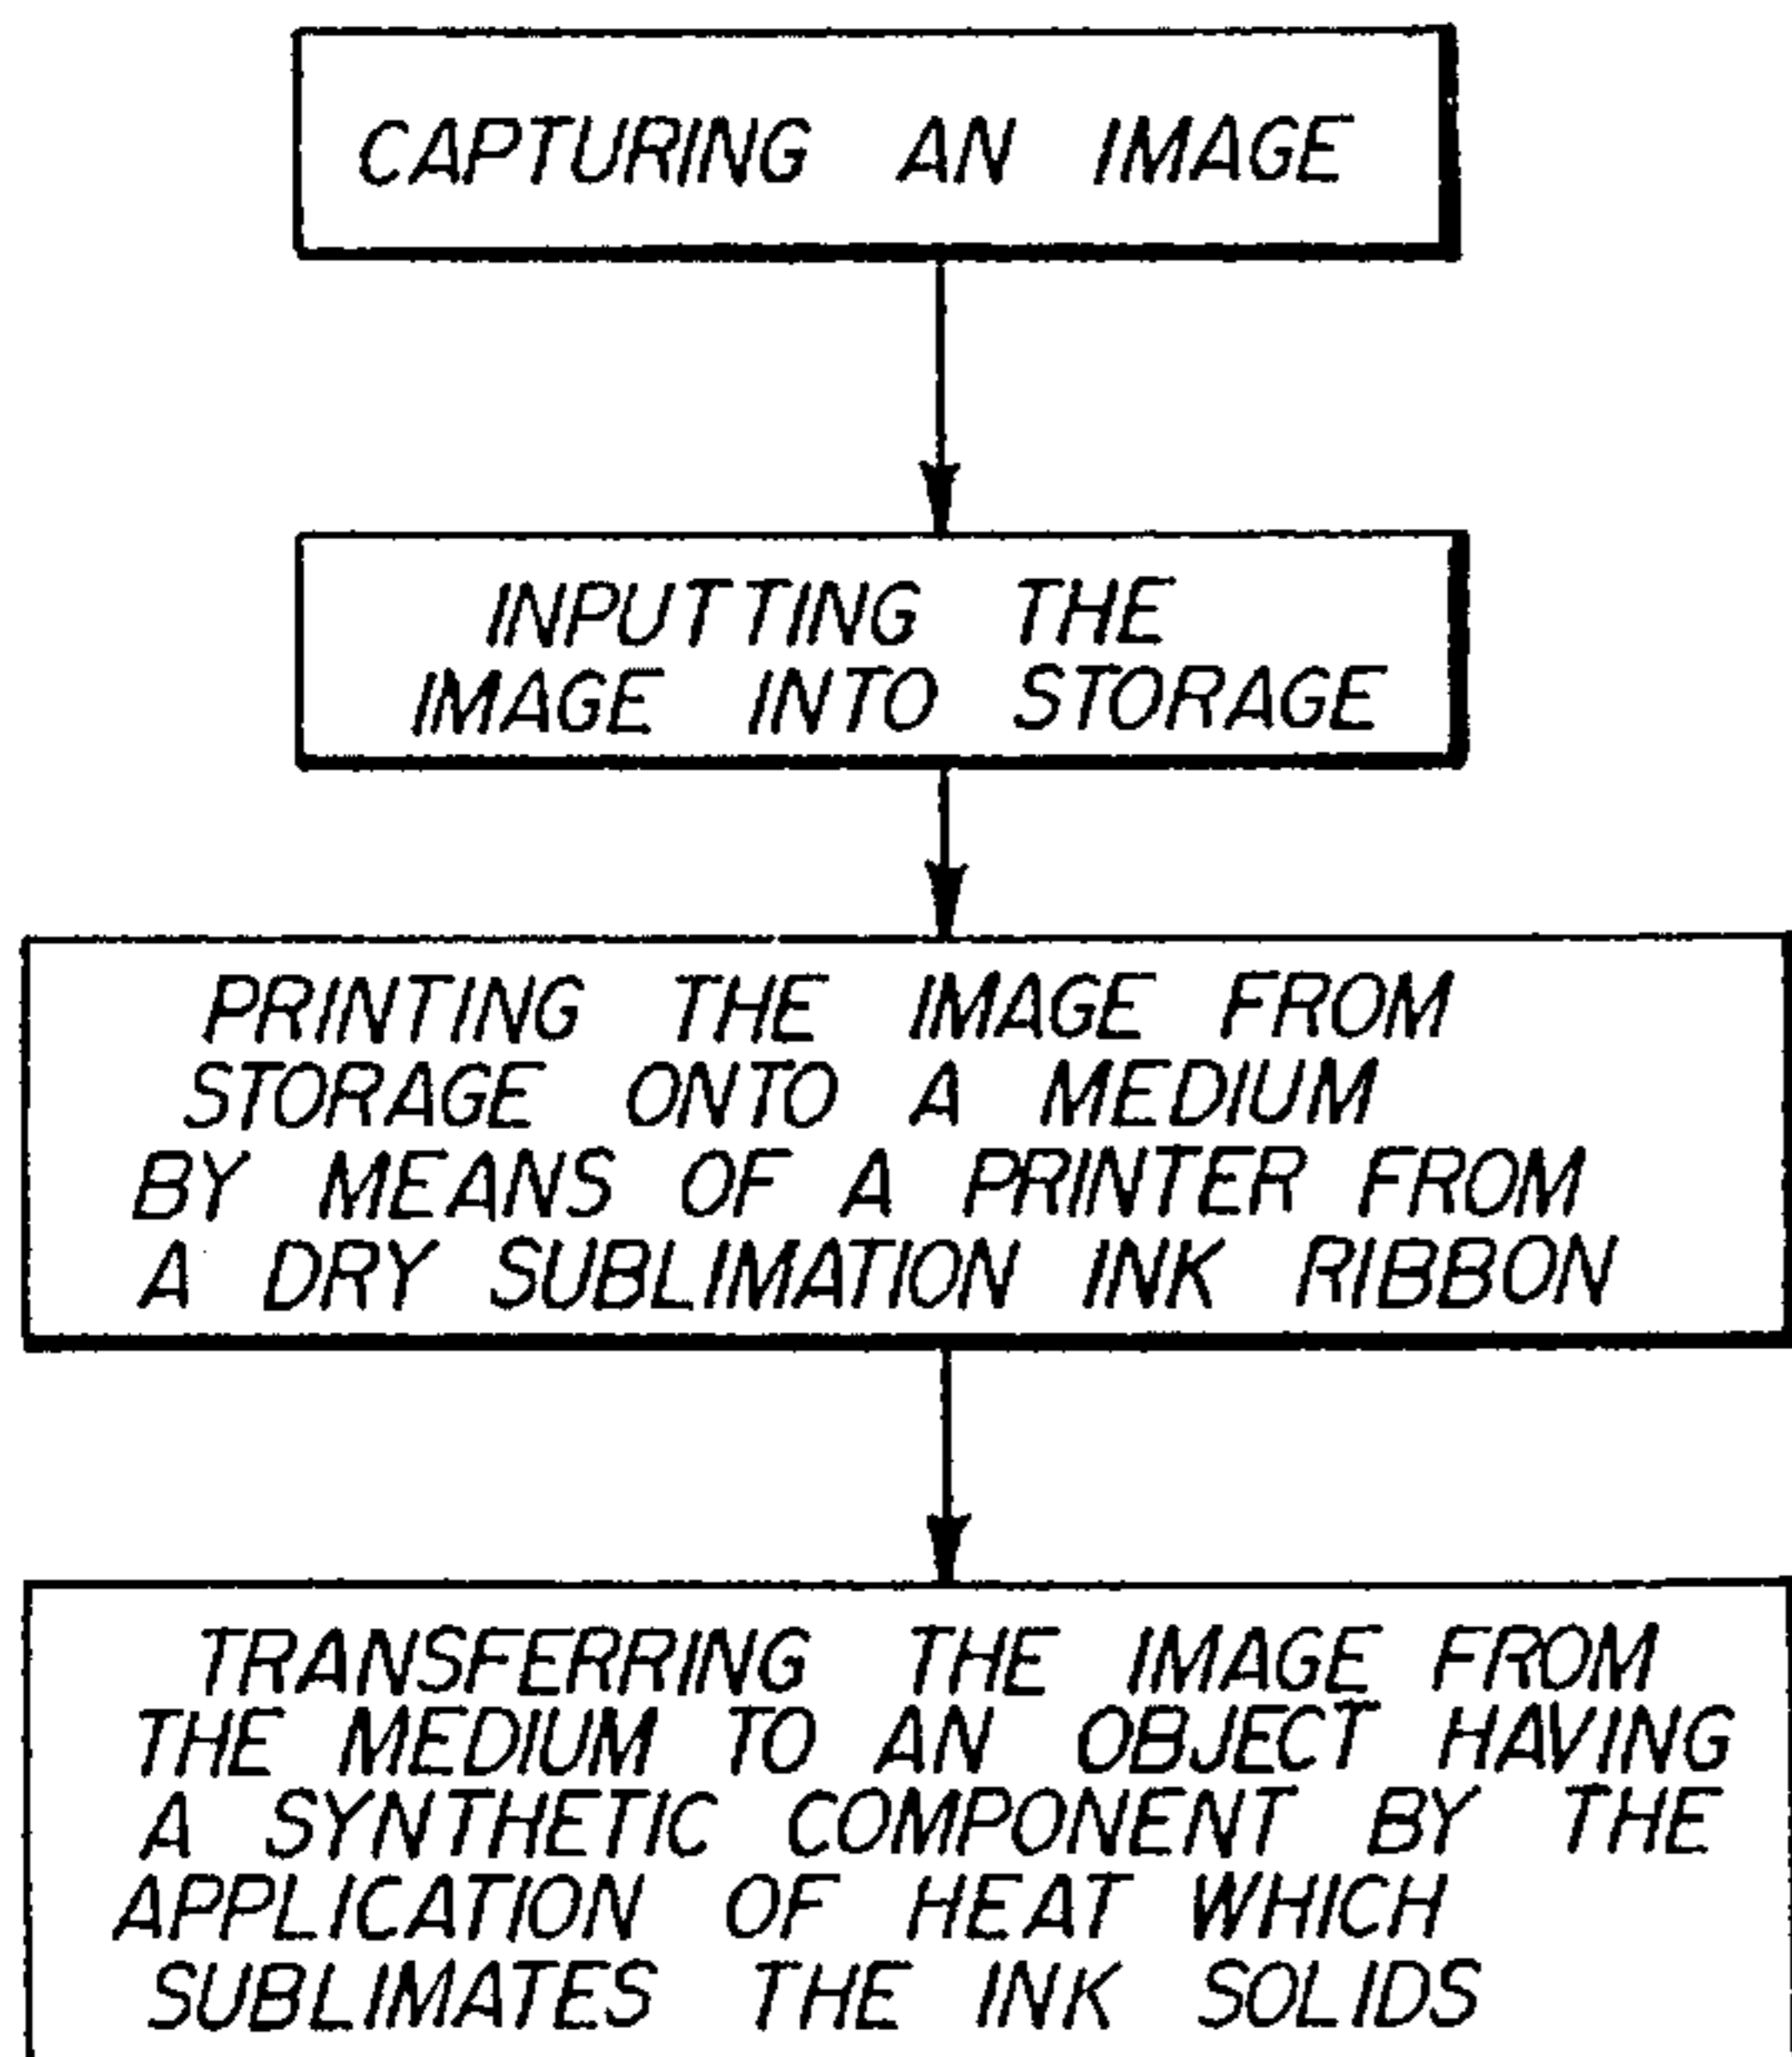 CAPTURING AN IMAGE
INPUTTING THE
IMAGE INTO STORAGE
PRINTING THE IMAGE FROM
STORAGE ONTO A MEDIUM
BY MEANS OF A PRINTER FROM
A DRY SUBLIMATION INK RIBBON
TRANSFERRING THE IMAGE FROM
THE MEDIUM TO AN OBJECT HAVING
A SYNTHETIC COMPONENT BY THE
APPLICATION OF HEAT WHICH
SUBLIMATES THE INK SOLIDS